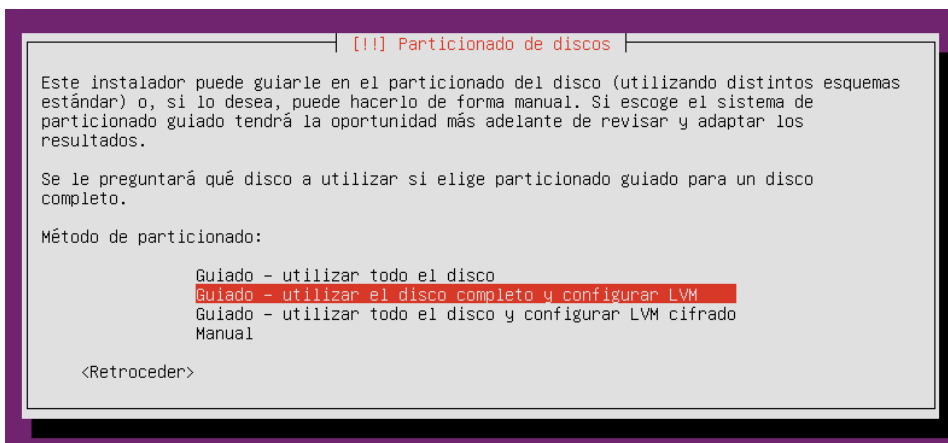 [!!] Particionado de discos
Este instalador puede guiarle en el particionado del disco (utilizando distintos esquemas
estándar) o, si lo desea, puede hacerlo de forma manual. Si escoge el sistema de
particionado guiado tendrá la oportunidad más adelante de revisar y adaptar los
resultados.
Se le preguntará qué disco a utilizar si elige particionado guiado para un disco
completo.
Método de particionado:
Guiado – utilizar todo el disco
Guiado – utilizar el disco completo y configurar LVM
Guiado – utilizar todo el disco y configurar LVM cifrado
Manual
<Retroceder>